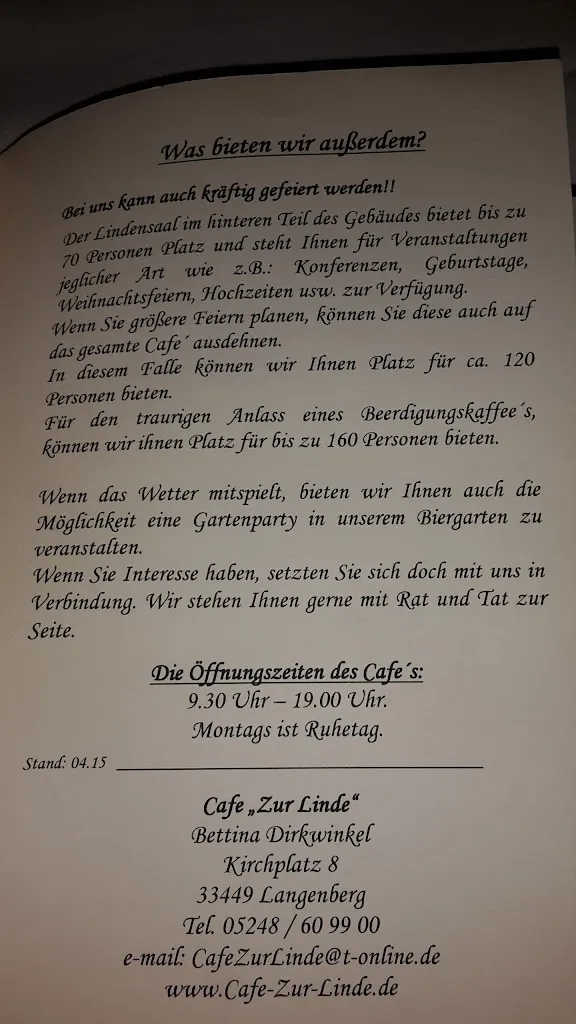 Was bieten wir außerdem?
Bei uns kann auch kräftig gefeiert werden!!
Der Lindensaal im hinteren Teil des Gebäudes bietet bis zu
70 Personen Platz und steht Ihnen für Veranstaltungen
jeglicher Art wie z.B.: Konferenzen, Geburtstage,
Weihnachtsfeiern, Hochzeiten usw. zur Verfügung.
Wenn Sie größere Feiern planen, können Sie diese auch auf
das gesamte Cafe´ ausdehnen.
In diesem Falle können wir Ihnen Platz für ca. 120
Personen bieten.
Für den traurigen Anlass eines Beerdigungskaffee´s,
können wir ihnen Platz für bis zu 160 Personen bieten.
Wenn das Wetter mitspielt, bieten wir Ihnen auch die
Möglichkeit eine Gartenparty in unserem Biergarten zu
veranstalten.
Wenn Sie Interesse haben, setzten Sie sich doch mit uns in
Verbindung. Wir stehen Ihnen gerne mit Rat und Tat zur
Seite.
Die Öffnungszeiten des Cafe´s:
9.30 Uhr – 19.00 Uhr.
Montags ist Ruhetag.
Stand: 04.15
Cafe „Zur Linde“
Bettina Dirkwinkel
Kirchplatz 8
33449 Langenberg
Tel. 05248 / 60 99 00
e-mail: CafeZurLinde@t-online.de
www.Cafe-Zur-Linde.de